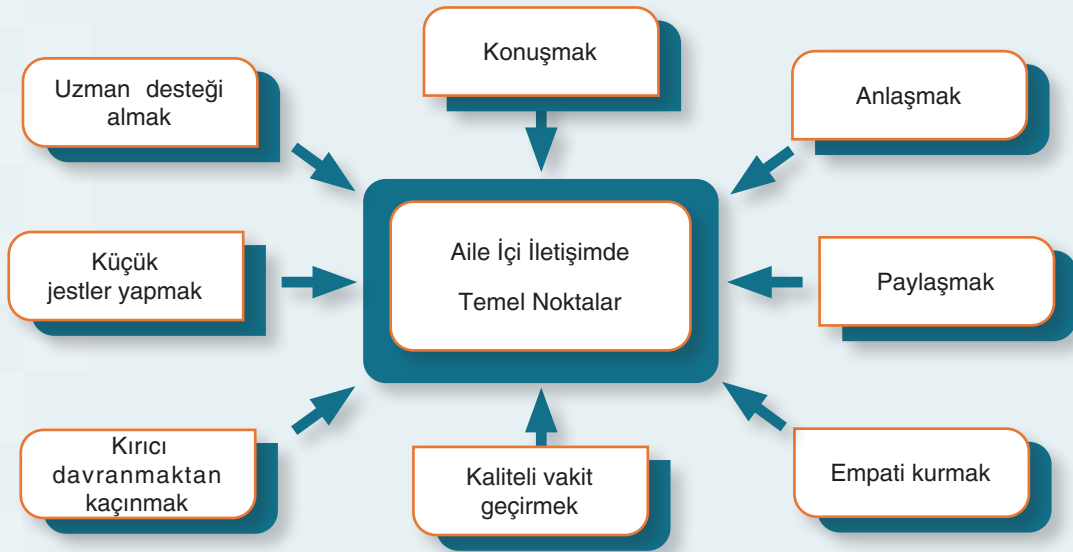 Konuşmak
Uzman desteği
almak
Anlaşmak
Aile İçi İletişimde
Temel Noktalar
Küçük
jestler yapmak
Paylaşmak
Kırıcı
davranmaktan
kaçınmak
Kaliteli vakit
geçirmek
Empati kurmak